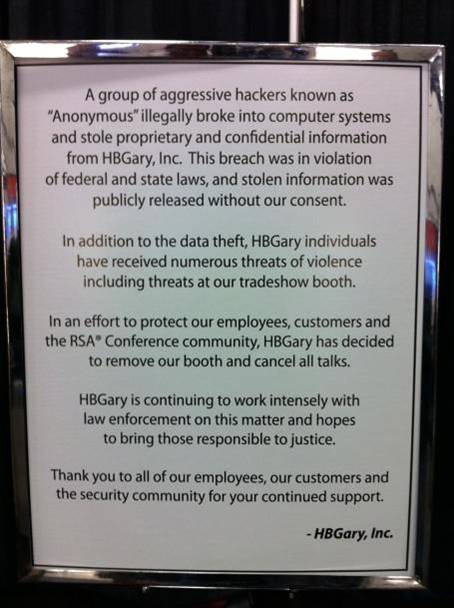 A group of aggressive hackers known as
“Anonymous” illegally broke into computer systems
and stole proprietary and confidential information
from HBGary, Inc. This breach was in violation
of federal and state laws, and stolen information was
publicly released without our consent.
In addition to the data theft, HBGary individuals
have received numerous threats of violence
including threats at our tradeshow booth.
In an effort to protect our employees, customers and
the RSA® Conference community, HBGary has decided
to remove our booth and cancel all talks.
HBGary is continuing to work intensely with
law enforcement on this matter and hopes
to bring those responsible to justice.
Thank you to all of our employees, our customers and
the security community for your continued support.
- HBGary, Inc.